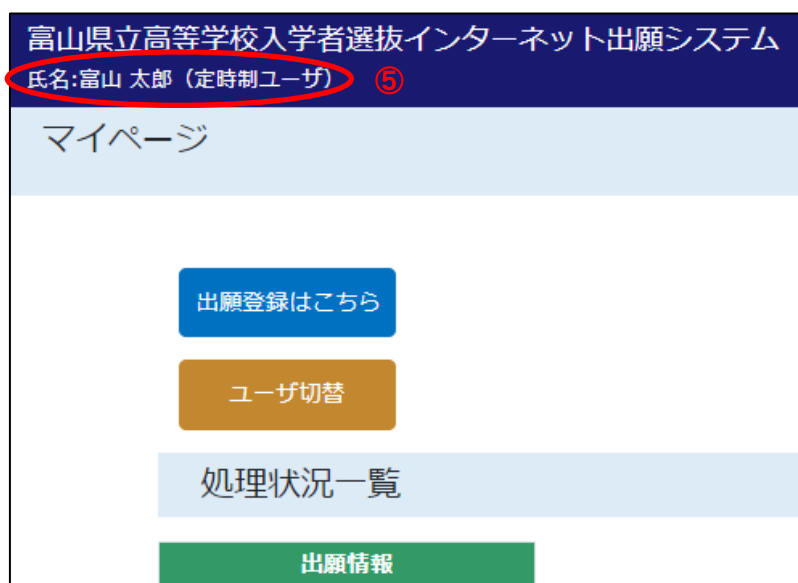 富山県立高等学校入学者選抜インターネット出願システム
氏名:富山 太郎（定時制ユーザ） ⑤
マイページ
出願登録はこちら
ユーザ切替
処理状況一覧
出願情報